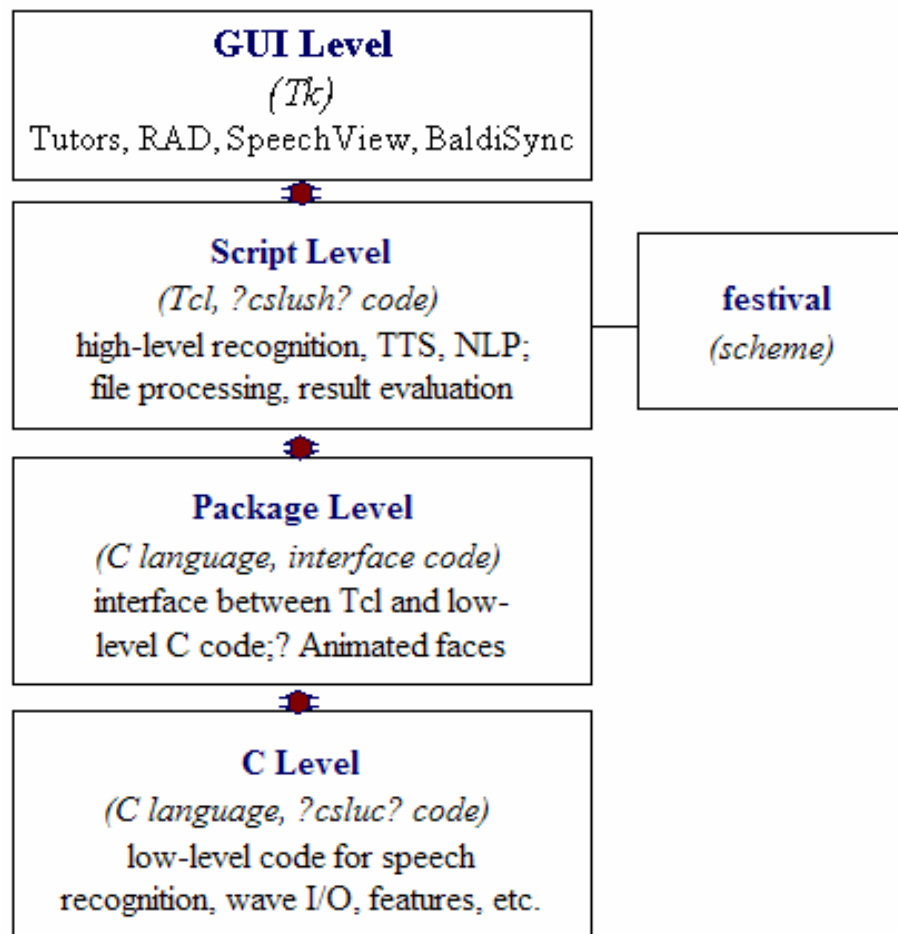 GUI Level
(Tk)
Tutors, RAD, SpeechView, BaldiSync
Script Level
(Tcl, ?cslush? code)
high-level recognition, TTS, NLP;
file processing, result evaluation
festival
(scheme)
Package Level
(C language, interface code)
interface between Tcl and low-
level C code;? Animated faces
C Level
(C language, ?csluc? code)
low-level code for speech
recognition, wave I/O, features, etc.